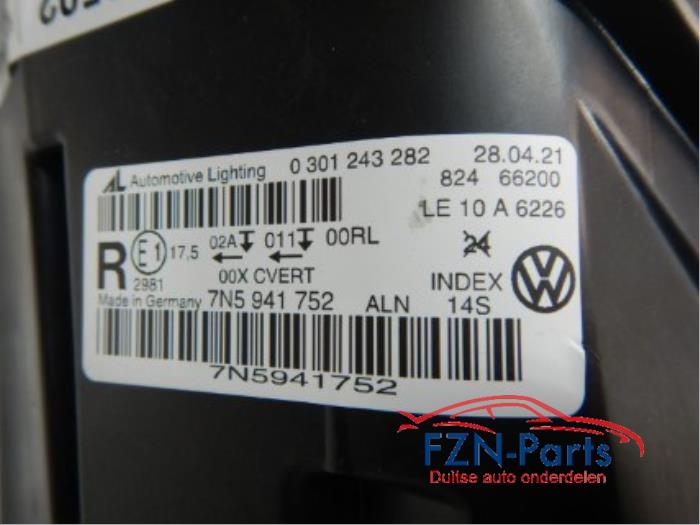 AL Automotive Lighting 0 301 243 282 28.04.21
824 66200
LE 10 A 6226
R E1 17,5 02A 011 00RL 24
2981 00X CVERT INDEX
Made in Germany 7N5 941 752 ALN 14S
7N5941752
FZN-Parts
Duitse auto onderdelen